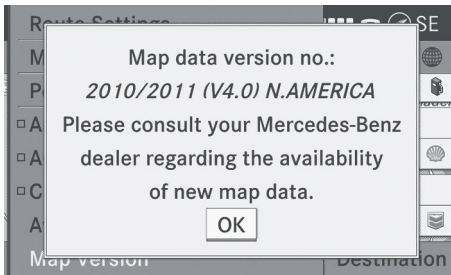 Route Settings
SE
Map data version no.:
2010/2011 (V4.0) N.AMERICA
Please consult your Mercedes-Benz
dealer regarding the availability
of new map data.
OK
Map Version
Destination